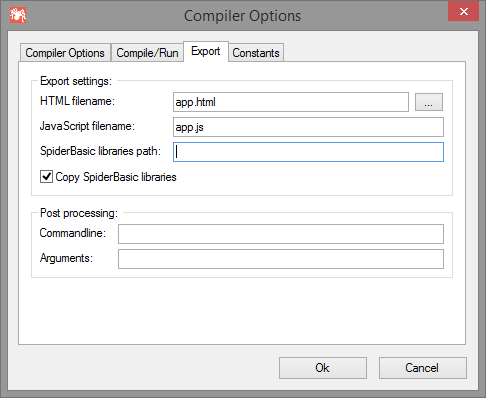 Compiler Options
Compiler Options Compile/Run Export Constants
Export settings:
HTML filename: app.html ...
JavaScript filename: app.js
SpiderBasic libraries path:
Copy SpiderBasic libraries
Post processing:
Commandline:
Arguments:
Ok Cancel